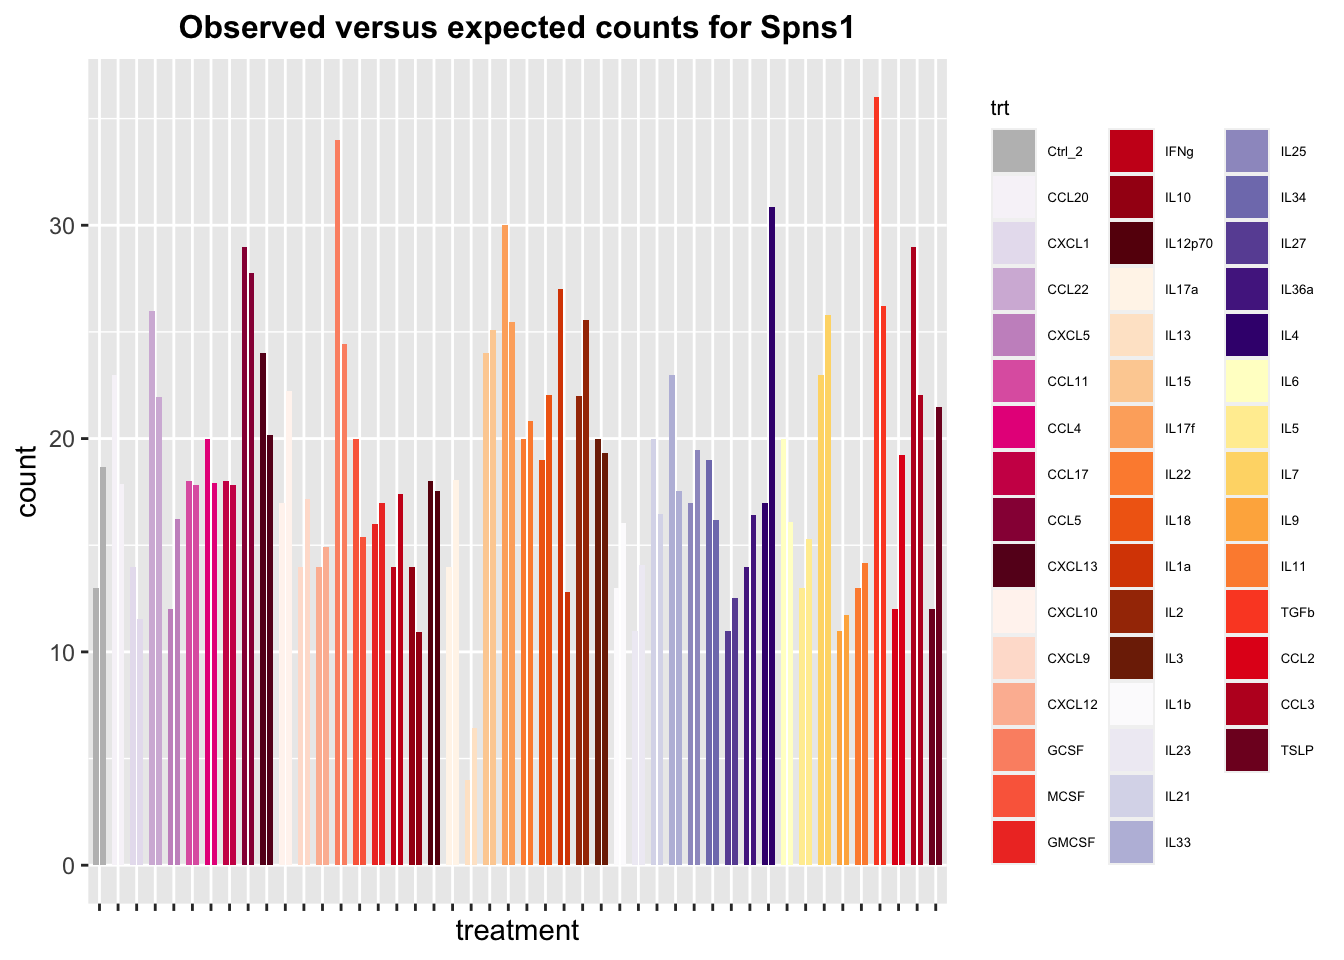 Observed versus expected counts for Spns1
count
30
20
10
0
treatment
trt
Ctrl_2
CCL20
CXCL1
CCL22
CXCL5
CCL11
CCL4
CCL17
CCL5
CXCL13
CXCL10
CXCL9
CXCL12
GCSF
MCSF
GMCSF
IFNg
IL10
IL12p70
IL17a
IL13
IL15
IL17f
IL22
IL18
IL1a
IL2
IL3
IL1b
IL23
IL21
IL33
IL25
IL34
IL27
IL36a
IL4
IL6
IL5
IL7
IL9
IL11
TGFb
CCL2
CCL3
TSLP